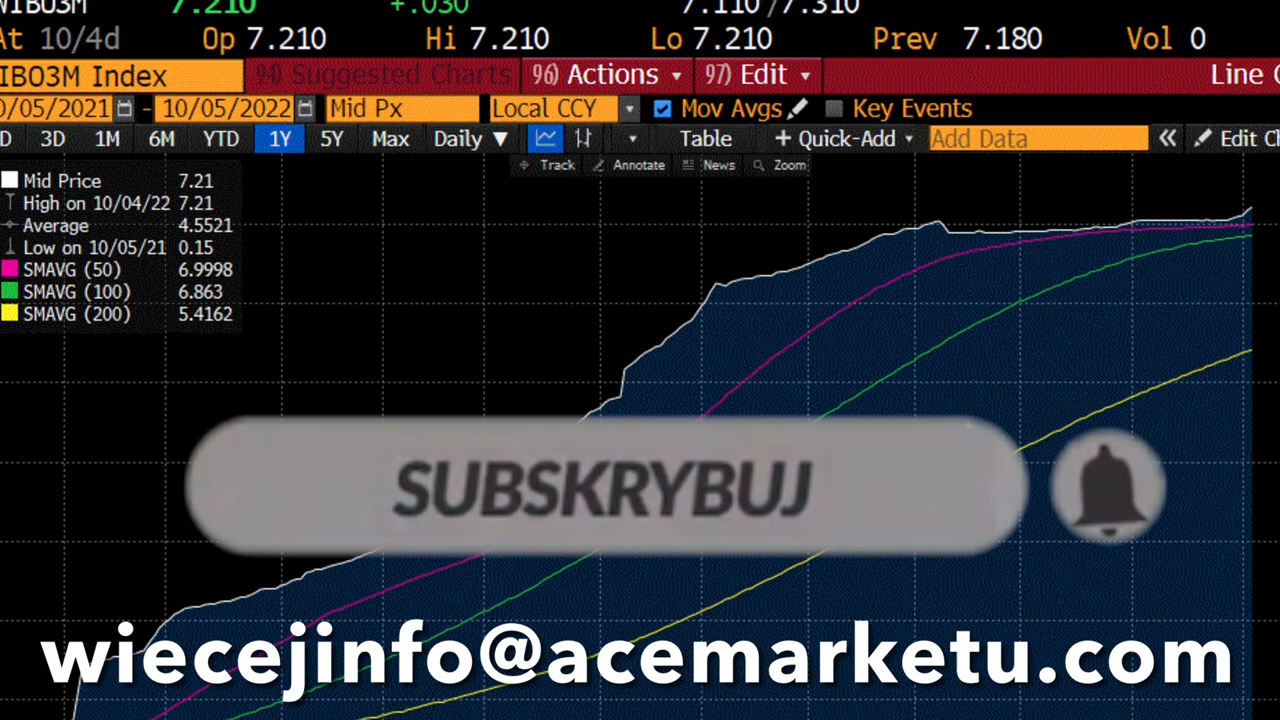 WIBO3M 7.210 +.030 7.110 / 7.310
At 10/4d Op 7.210 Hi 7.210 Lo 7.210 Prev 7.180 Vol 0
IBO3M Index 94) Suggested Charts 96) Actions 97) Edit Line C
0/05/2021 - 10/05/2022 Mid Px Local CCY Mov Avgs Key Events
D 3D 1M 6M YTD 1Y 5Y Max Daily Table + Quick-Add Add Data « Edit Ch
Track Annotate News Zoom
Mid Price 7.21
High on 10/04/22 7.21
Average 4.5521
Low on 10/05/21 0.15
SMAVG (50) 6.9998
SMAVG (100) 6.863
SMAVG (200) 5.4162
SUBSKRYBUJ
wiecejinfo@acemarketu.com